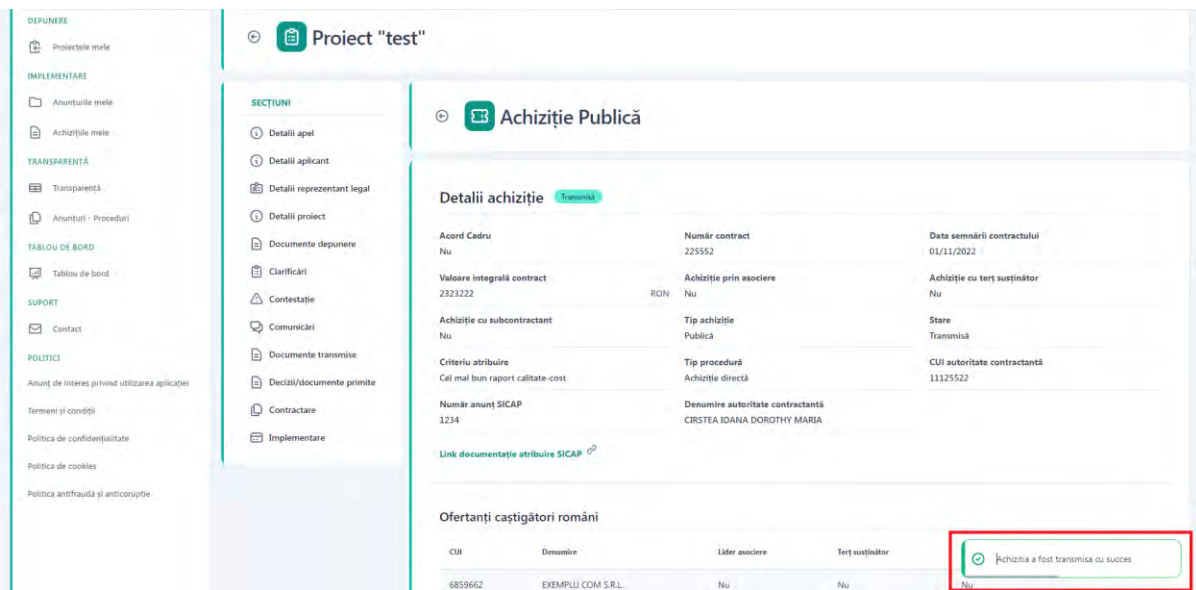 DEPUNERE
Proiectele mele
IMPLEMENTARE
Anunțurile mele
Achizițiile mele
TRANSPARENȚĂ
Transparență
Anunțuri - Proceduri
TABLOU DE BORD
Tablou de bord
SUPORT
Contact
POLITICI
Anunț de interes privind utilizarea aplicației
Termeni și condiții
Politica de confidențialitate
Politica de cookies
Politica antifraudă și anticorupție
Proiect "test"
SECȚIUNI
Detalii apel
Detalii aplicant
Detalii reprezentant legal
Detalii proiect
Documente depunere
Clarificări
Contestație
Comunicări
Documente transmise
Decizii/documente primite
Contractare
Implementare
Achiziție Publică
Detalii achiziție Transmisă
Acord Cadru Număr contract Data semnării contractului
Nu 225552 01/11/2022
Valoare integrală contract Achiziție prin asociere Achiziție cu terț susținător
2323222 RON Nu Nu
Achiziție cu subcontractant Tip achiziție Stare
Nu Publică Transmisă
Criteriu atribuire Tip procedură CUI autoritate contractantă
Cel mai bun raport calitate-cost Achiziție directă 11125522
Număr anunț SICAP Denumire autoritate contractantă
1234 CIRSTEA IOANA DOROTHY MARIA
Link documentație atribuire SICAP
Ofertanți caștigători români
CUI Denumire Lider asociere Terț susținător
Achizitia a fost transmisa cu succes
6859662 EXEMPLU COM S.R.L. Nu Nu Nu